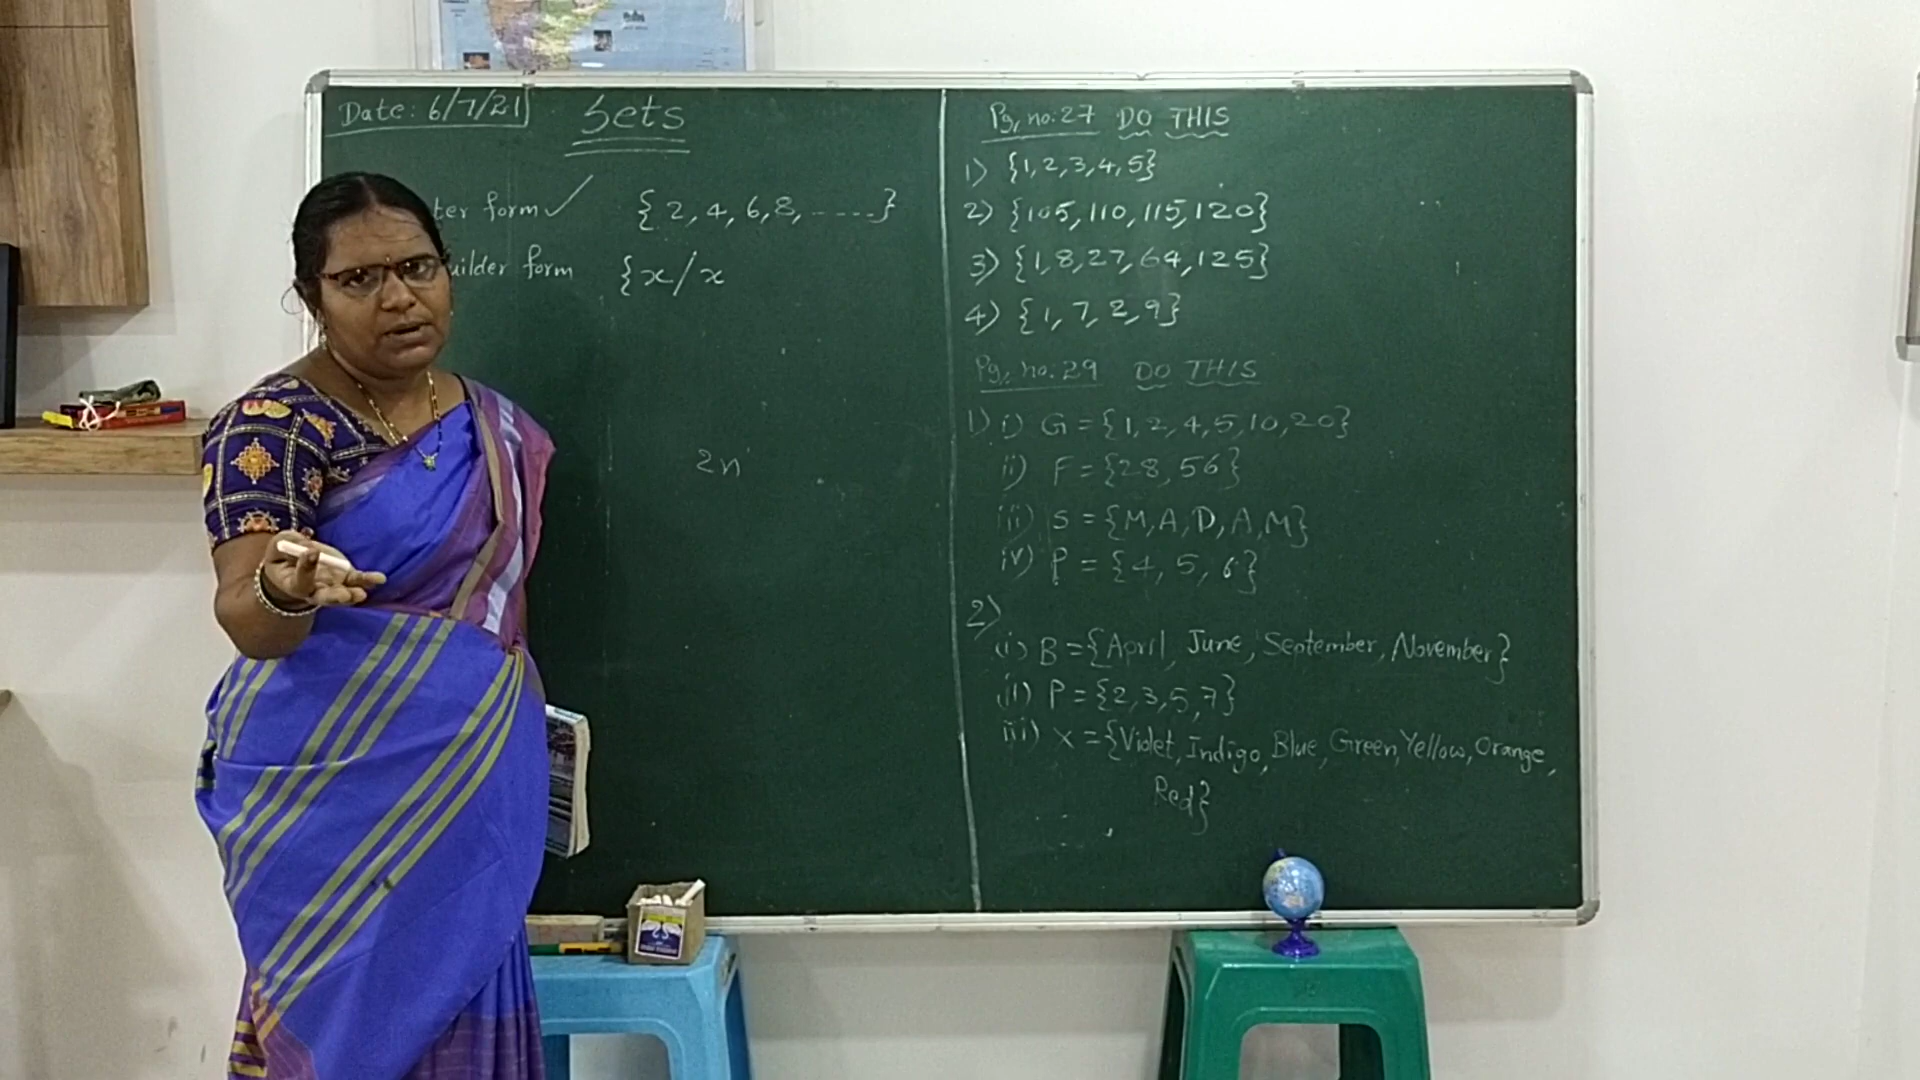 Date: 6/7/21
Sets
ter form ✓ { 2, 4, 6, 8, ----- }
uilder form { x / x
2n
Pg. no: 27 DO THIS
1) {1, 2, 3, 4, 5}
2) {105, 110, 115, 120}
3) {1, 8, 27, 64, 125}
4) {1, 7, 2, 9}
Pg. no. 29 DO THIS
1) i) G = {1, 2, 4, 5, 10, 20}
ii) F = {28, 56}
iii) S = {M, A, D, A, M}
iv) P = {4, 5, 6}
2)
(i) B = {April, June, September, November}
(ii) P = {2, 3, 5, 7}
iii) X = {Violet, Indigo, Blue, Green, Yellow, Orange,
Red}